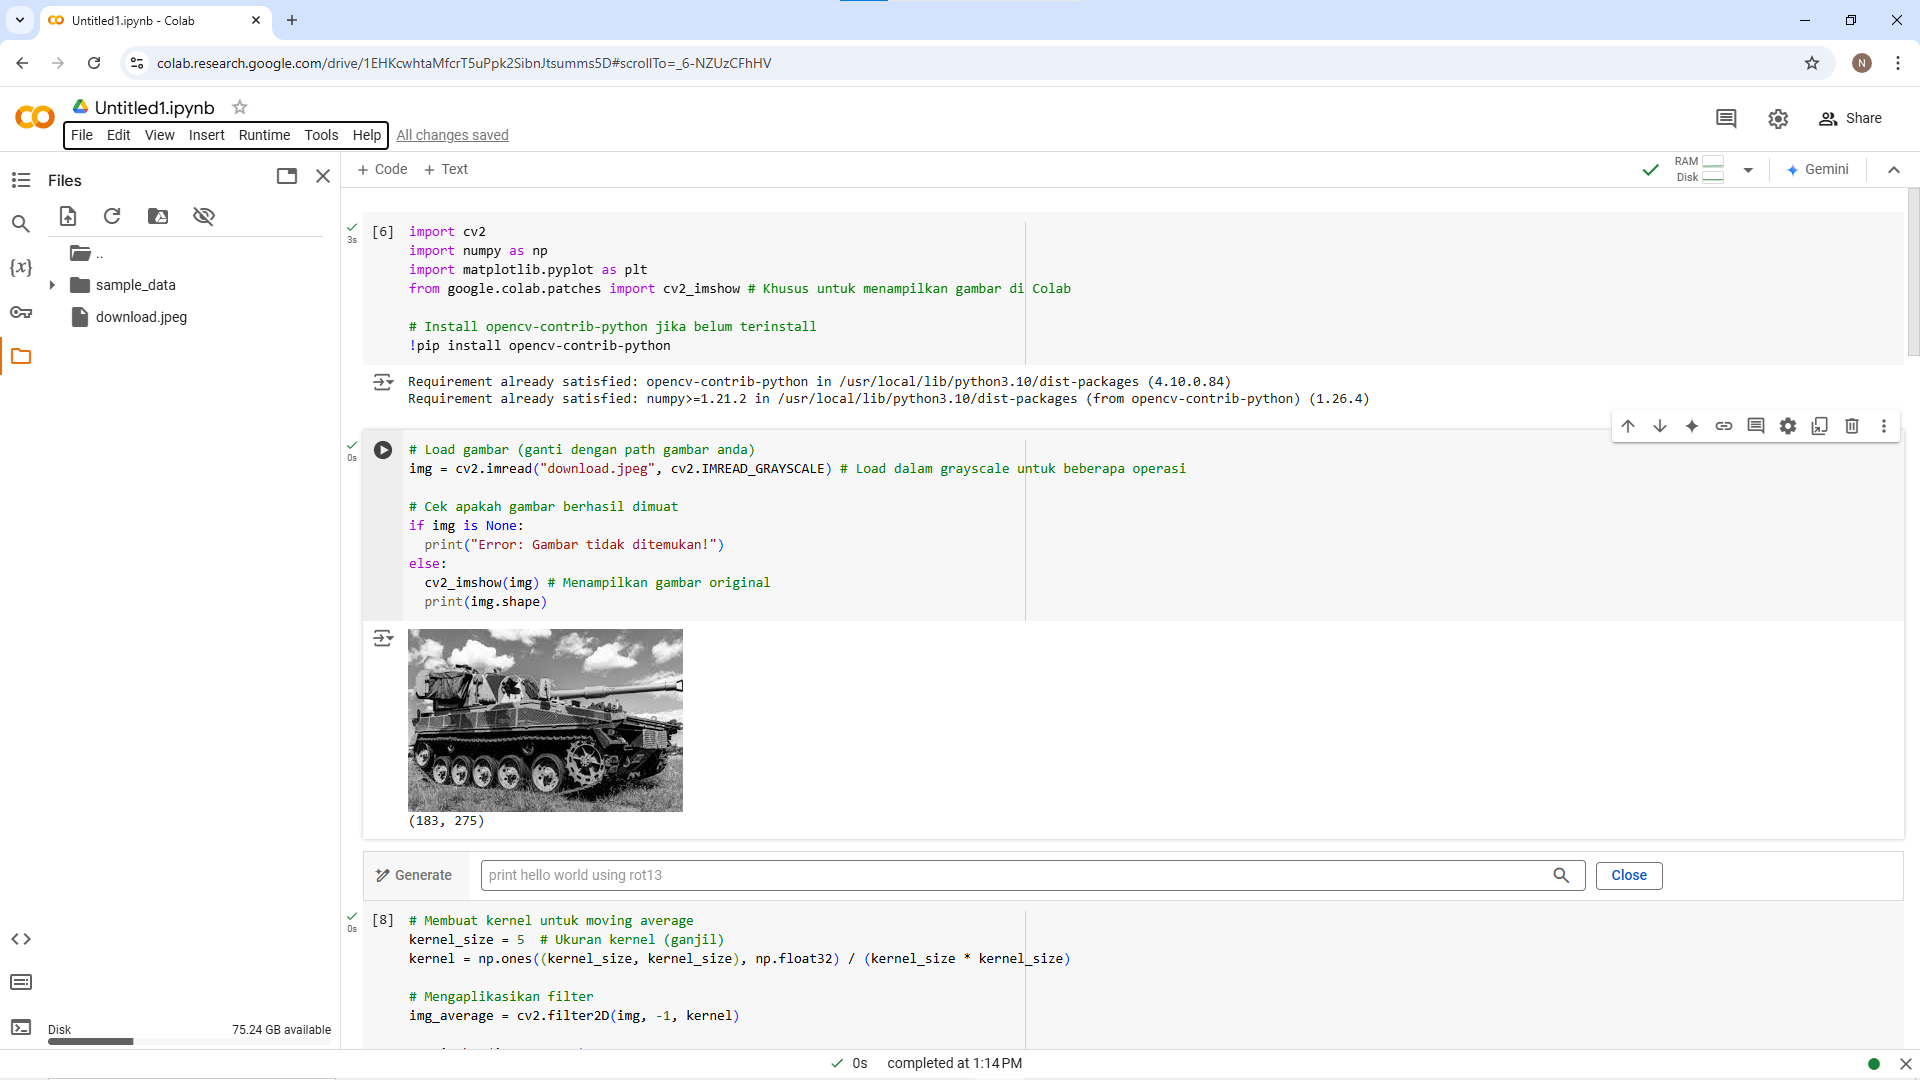 Untitled1.ipynb - Colab
colab.research.google.com/drive/1EHKcwhtaMfcrT5uPpk2SibnJtsumms5D#scrollTo=_6-NZUzCFhHV
N
Untitled1.ipynb
File Edit View Insert Runtime Tools Help All changes saved
Share
Files
+ Code + Text
RAM
Disk
Gemini
..
sample_data
download.jpeg
3s
[6]
import cv2
import numpy as np
import matplotlib.pyplot as plt
from google.colab.patches import cv2_imshow # Khusus untuk menampilkan gambar di Colab
# Install opencv-contrib-python jika belum terinstall
!pip install opencv-contrib-python
Requirement already satisfied: opencv-contrib-python in /usr/local/lib/python3.10/dist-packages (4.10.0.84)
Requirement already satisfied: numpy>=1.21.2 in /usr/local/lib/python3.10/dist-packages (from opencv-contrib-python) (1.26.4)
0s
# Load gambar (ganti dengan path gambar anda)
img = cv2.imread("download.jpeg", cv2.IMREAD_GRAYSCALE) # Load dalam grayscale untuk beberapa operasi
# Cek apakah gambar berhasil dimuat
if img is None:
  print("Error: Gambar tidak ditemukan!")
else:
  cv2_imshow(img) # Menampilkan gambar original
  print(img.shape)
(183, 275)
Generate
print hello world using rot13
Close
0s
[8]
# Membuat kernel untuk moving average
kernel_size = 5  # Ukuran kernel (ganjil)
kernel = np.ones((kernel_size, kernel_size), np.float32) / (kernel_size * kernel_size)
# Mengaplikasikan filter
img_average = cv2.filter2D(img, -1, kernel)
Disk 75.24 GB available
0s completed at 1:14 PM